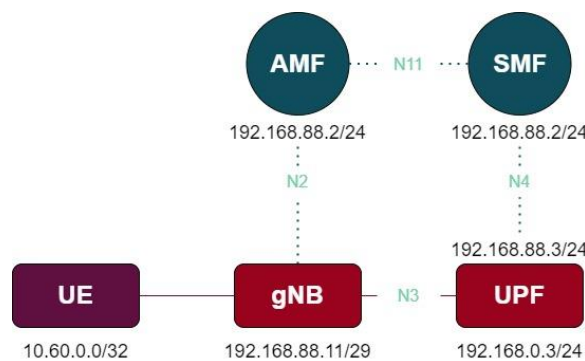 AMF
N11
SMF
192.168.88.2/24
192.168.88.2/24
N2
N4
192.168.88.3/24
UE
gNB
N3
UPF
10.60.0.0/32
192.168.88.11/29
192.168.0.3/24